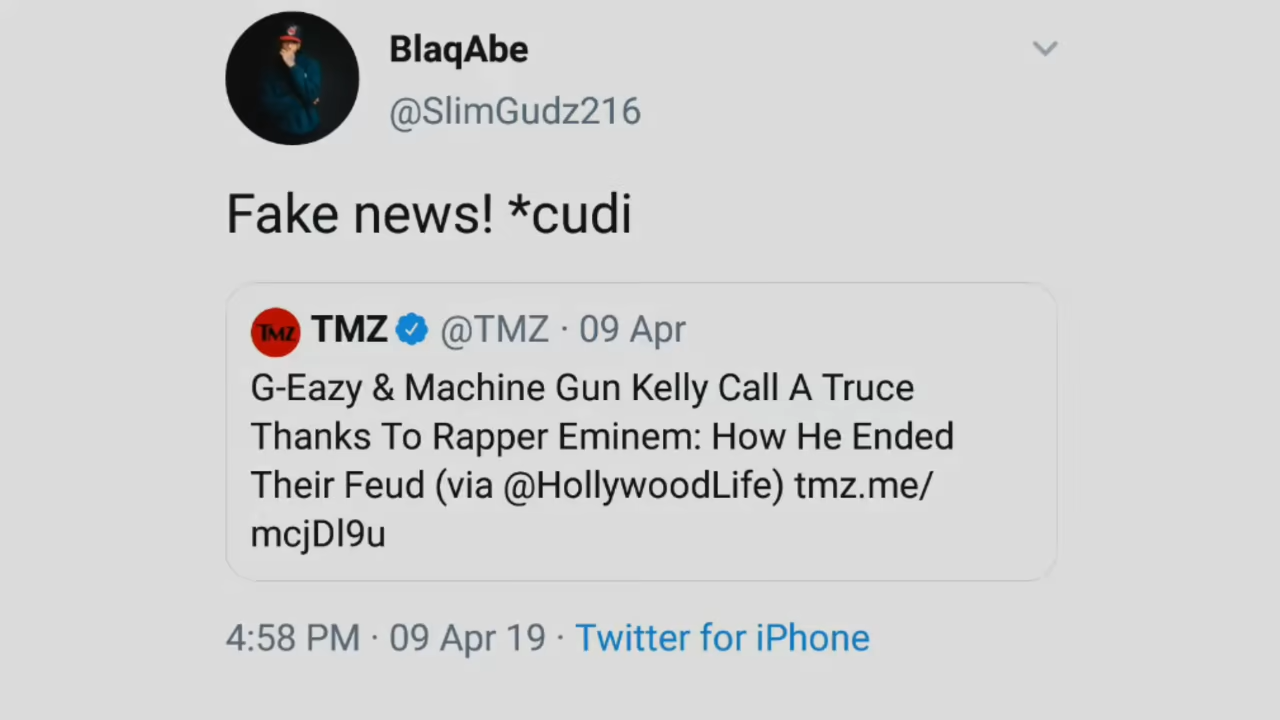 BlaqAbe
@SlimGudz216
Fake news! *cudi
TMZ
TMZ @TMZ · 09 Apr
G-Eazy & Machine Gun Kelly Call A Truce
Thanks To Rapper Eminem: How He Ended
Their Feud (via @HollywoodLife) tmz.me/
mcjDl9u
4:58 PM · 09 Apr 19 · Twitter for iPhone